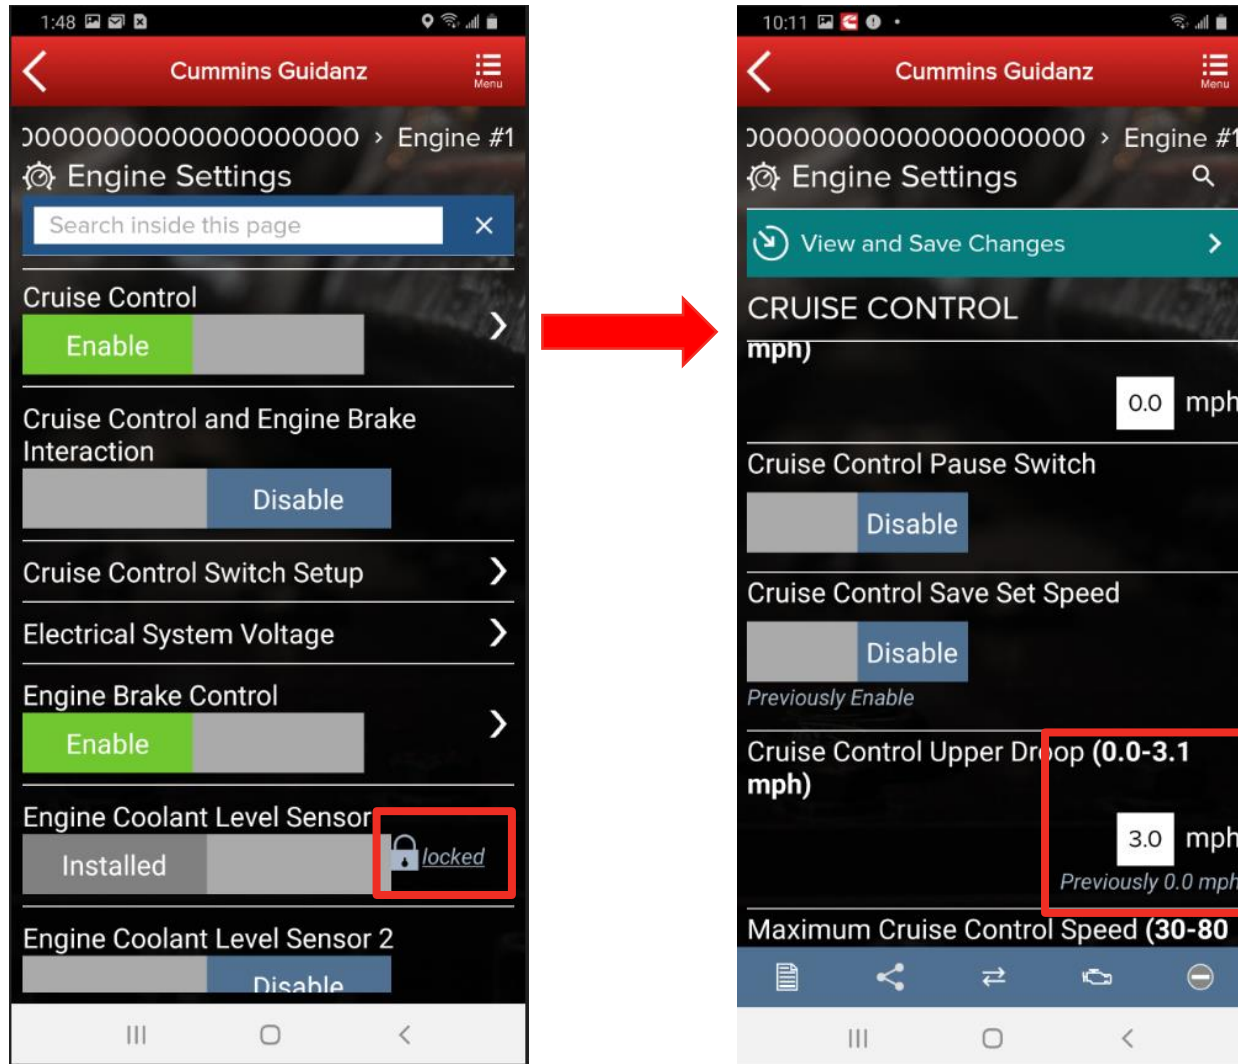 1:48
Cummins Guidanz
Menu
00000000000000000000 > Engine #1
Engine Settings
Search inside this page
Cruise Control
Enable
Cruise Control and Engine Brake
Interaction
Disable
Cruise Control Switch Setup
Electrical System Voltage
Engine Brake Control
Enable
Engine Coolant Level Sensor
Installed
locked
Engine Coolant Level Sensor 2
Disable
10:11
Cummins Guidanz
Menu
00000000000000000000 > Engine #1
Engine Settings
View and Save Changes
CRUISE CONTROL
mph)
0.0 mph
Cruise Control Pause Switch
Disable
Cruise Control Save Set Speed
Disable
Previously Enable
Cruise Control Upper Droop (0.0-3.1
mph)
3.0 mph
Previously 0.0 mph
Maximum Cruise Control Speed (30-80